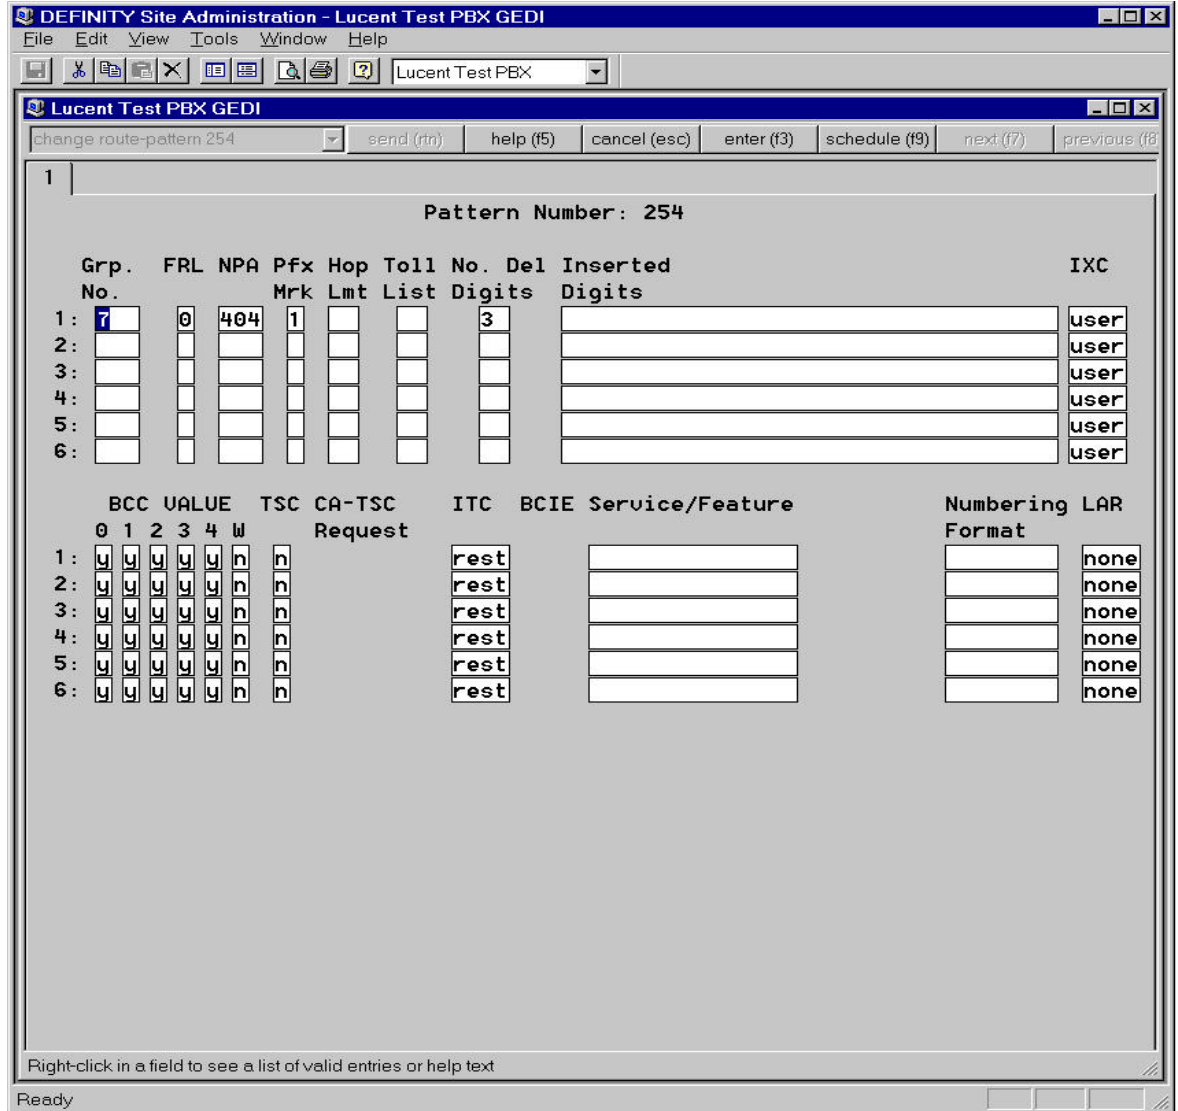 DEFINITY Site Administration - Lucent Test PBX GEDI
File Edit View Tools Window Help
Lucent Test PBX
Lucent Test PBX GEDI
change route-pattern 254 send (rtn) help (f5) cancel (esc) enter (f3) schedule (f9) next (f7) previous (f8
1
Pattern Number: 254
Grp. FRL NPA Pfx Hop Toll No. Del Inserted IXC
No. Mrk Lmt List Digits Digits
1: 7 0 404 1 3 user
2: user
3: user
4: user
5: user
6: user
BCC VALUE TSC CA-TSC ITC BCIE Service/Feature Numbering LAR
0 1 2 3 4 W Request Format
1: y y y y y n n rest none
2: y y y y y n n rest none
3: y y y y y n n rest none
4: y y y y y n n rest none
5: y y y y y n n rest none
6: y y y y y n n rest none
Right-click in a field to see a list of valid entries or help text
Ready